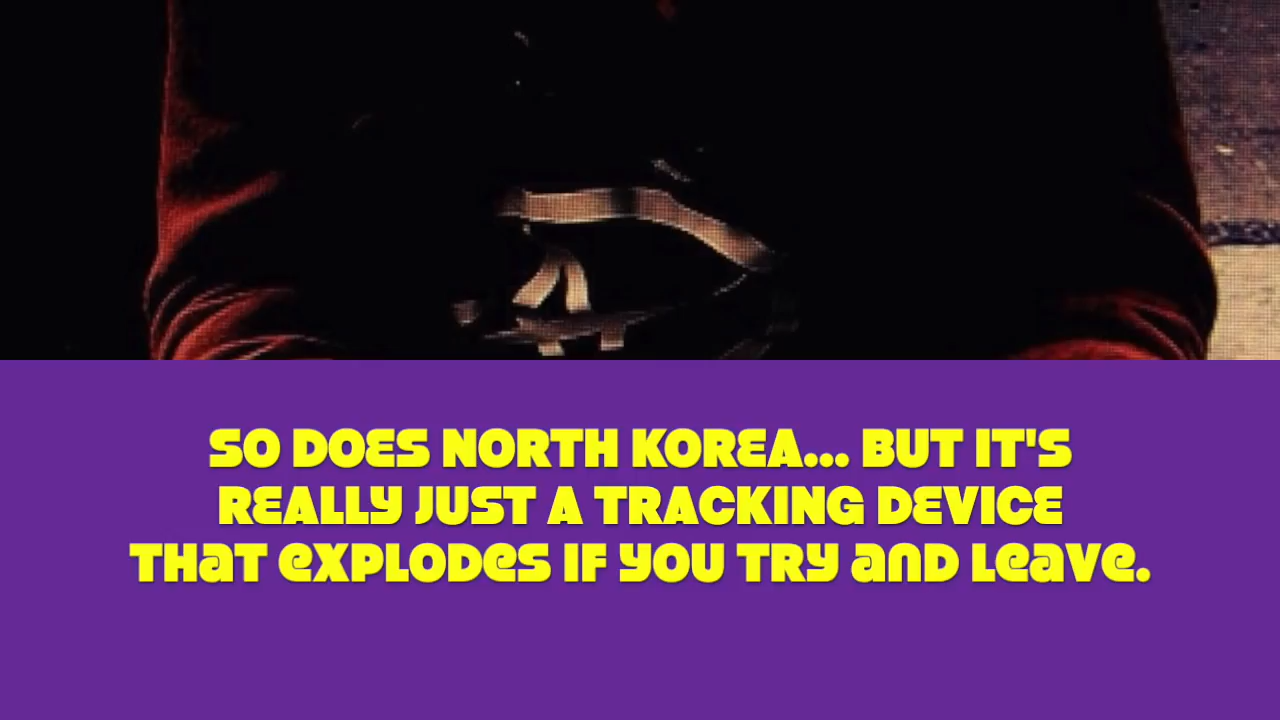 SO DOES NORTH KOREA... BUT IT'S
REALLY JUST A TRACKING DEVICE
THAT EXPLODES IF YOU TRY AND LEAVE.